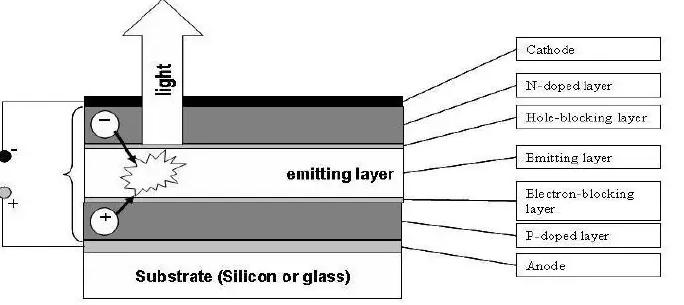 light
Cathode
N-doped layer
Hole-blocking layer
-
−
emitting layer
Emitting layer
+
+
Electron-blocking
layer
P-doped layer
Anode
Substrate (Silicon or glass)